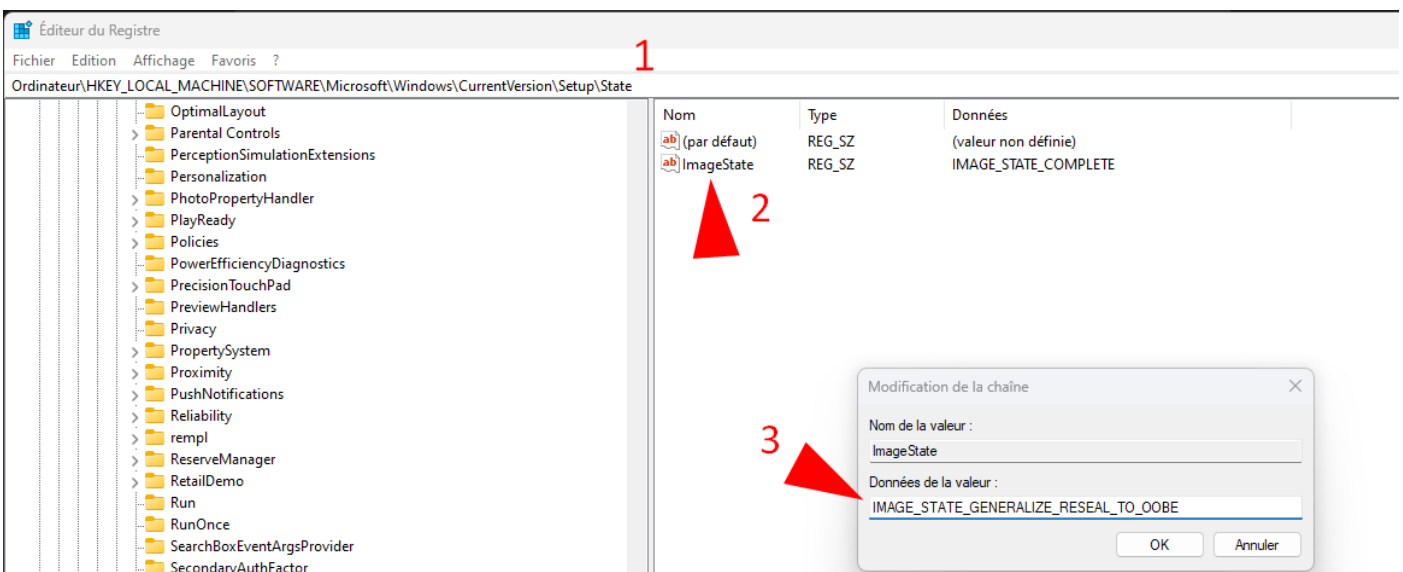 Éditeur du Registre
Fichier Edition Affichage Favoris ?
1
Ordinateur\HKEY_LOCAL_MACHINE\SOFTWARE\Microsoft\Windows\CurrentVersion\Setup\State
OptimalLayout
Parental Controls
PerceptionSimulationExtensions
Personalization
PhotoPropertyHandler
PlayReady
Policies
PowerEfficiencyDiagnostics
PrecisionTouchPad
PreviewHandlers
Privacy
PropertySystem
Proximity
PushNotifications
Reliability
rempl
ReserveManager
RetailDemo
Run
RunOnce
SearchBoxEventArgsProvider
SecondaryAuthFactor
Nom Type Données
ab (par défaut) REG_SZ (valeur non définie)
ab ImageState REG_SZ IMAGE_STATE_COMPLETE
2
Modification de la chaîne
Nom de la valeur :
ImageState
3
Données de la valeur :
IMAGE_STATE_GENERALIZE_RESEAL_TO_OOBE
OK Annuler